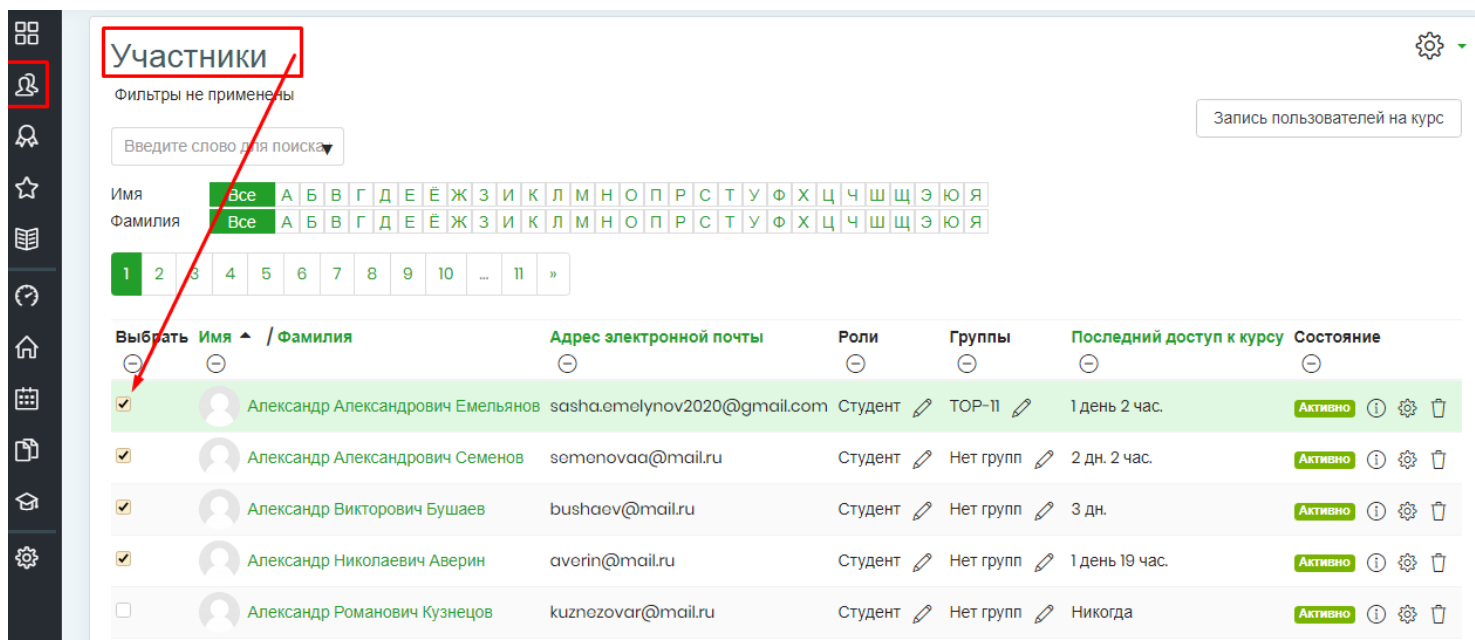 Участники
Фильтры не применены
Запись пользователей на курс
Введите слово для поиска
Имя Все А Б В Г Д Е Ё Ж З И К Л М Н О П Р С Т У Ф Х Ц Ч Ш Щ Э Ю Я
Фамилия Все А Б В Г Д Е Ё Ж З И К Л М Н О П Р С Т У Ф Х Ц Ч Ш Щ Э Ю Я
1 2 3 4 5 6 7 8 9 10 ... 11 »
Выбрать Имя / Фамилия Адрес электронной почты Роли Группы Последний доступ к курсу Состояние
Александр Александрович Емельянов sasha.emelynov2020@gmail.com Студент TOP-11 1 день 2 час. Активно
Александр Александрович Семенов semenovaa@mail.ru Студент Нет групп 2 дн. 2 час. Активно
Александр Викторович Бушаев bushaev@mail.ru Студент Нет групп 3 дн. Активно
Александр Николаевич Аверин averin@mail.ru Студент Нет групп 1 день 19 час. Активно
Александр Романович Кузнецов kuznezovar@mail.ru Студент Нет групп Никогда Активно